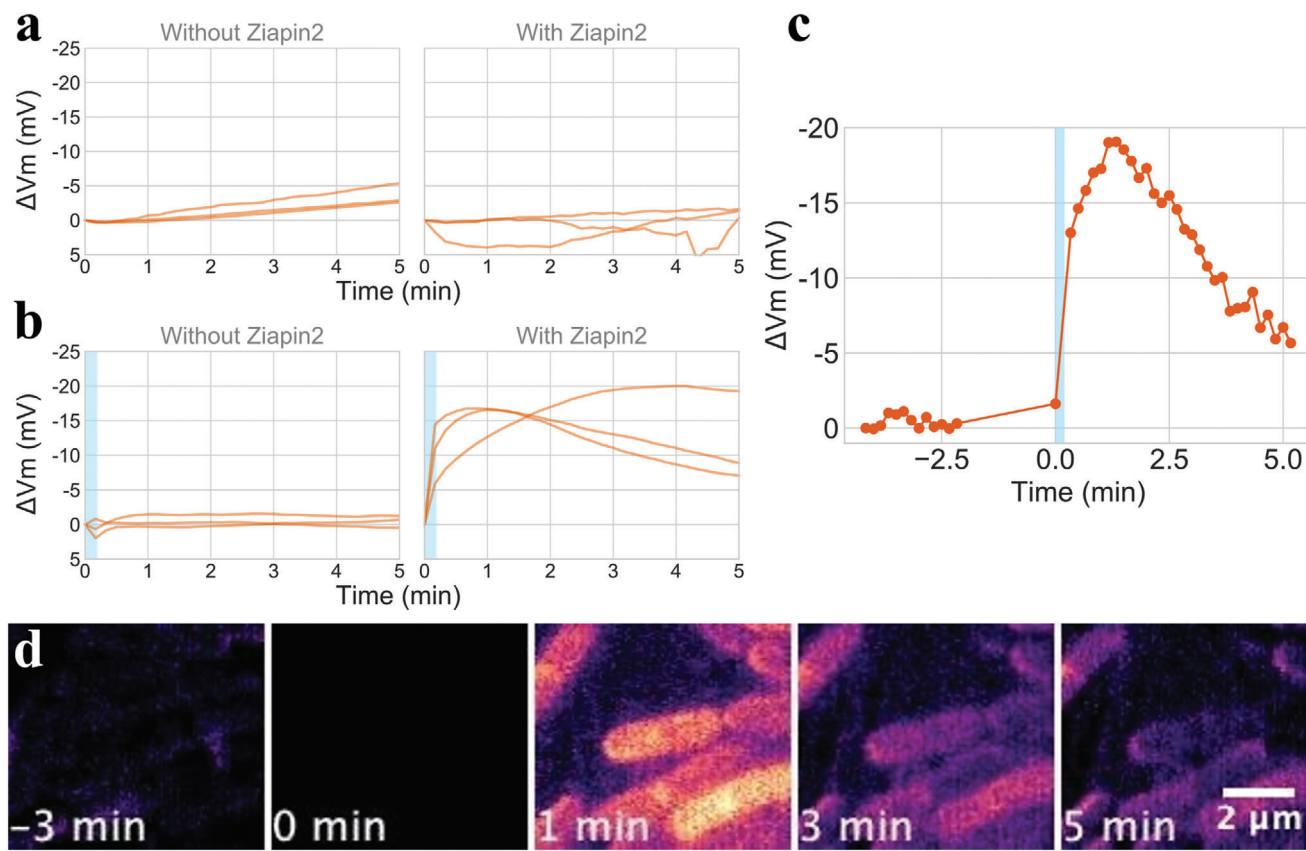 a
Without Ziapin2
With Ziapin2
-25
-20
-15
-10
-5
0
5
ΔVm (mV)
0 1 2 3 4 5
0 1 2 3 4 5
Time (min)
b
Without Ziapin2
With Ziapin2
-25
-20
-15
-10
-5
0
5
ΔVm (mV)
0 1 2 3 4 5
0 1 2 3 4 5
Time (min)
c
-20
-15
-10
-5
0
ΔVm (mV)
−2.5 0.0 2.5 5.0
Time (min)
d
−3 min
0 min
1 min
3 min
5 min
2 μm